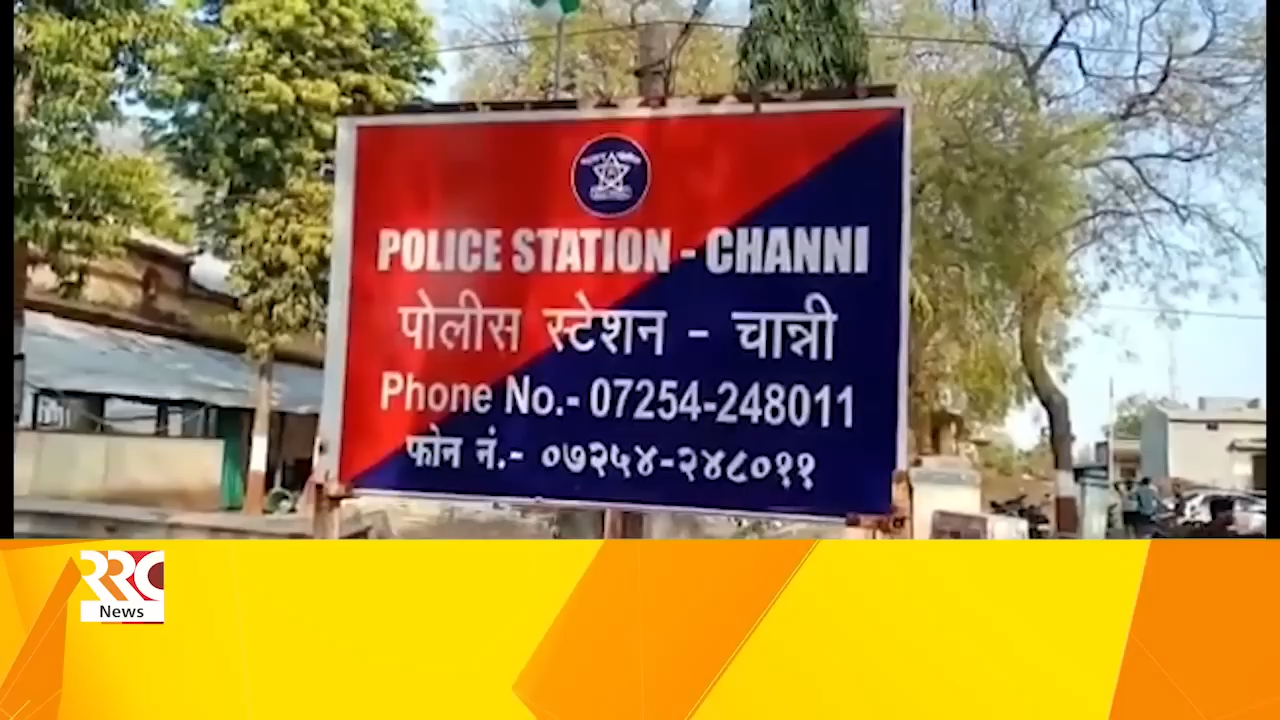 POLICE STATION - CHANNI
पोलीस स्टेशन - चान्नी
Phone No.- 07254-248011
फोन नं.- ०७२५४-२४८०११
RRC
News